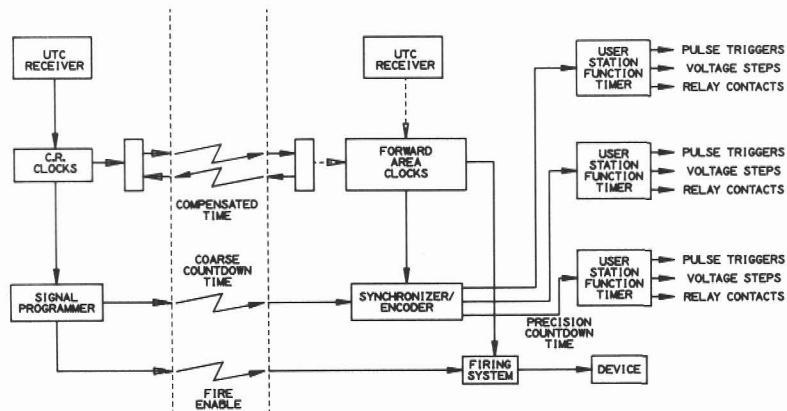 UTC
RECEIVER
UTC
RECEIVER
USER
STATION
FUNCTION
TIMER
PULSE TRIGGERS
VOLTAGE STEPS
RELAY CONTACTS
C.R.
CLOCKS
COMPENSATED
TIME
FORWARD
AREA
CLOCKS
USER
STATION
FUNCTION
TIMER
PULSE TRIGGERS
VOLTAGE STEPS
RELAY CONTACTS
SIGNAL
PROGRAMMER
COARSE
COUNTDOWN
TIME
SYNCHRONIZER/
ENCODER
USER
STATION
FUNCTION
TIMER
PULSE TRIGGERS
VOLTAGE STEPS
RELAY CONTACTS
PRECISION
COUNTDOWN
TIME
FIRE
ENABLE
FIRING
SYSTEM
DEVICE